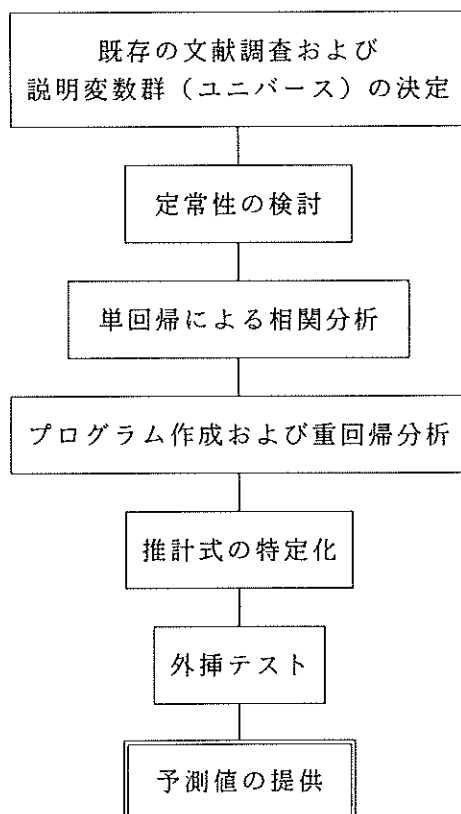 既存の文献調査および
説明変数群（ユニバース）の決定
定常性の検討
単回帰による相関分析
プログラム作成および重回帰分析
推計式の特定化
外挿テスト
予測値の提供